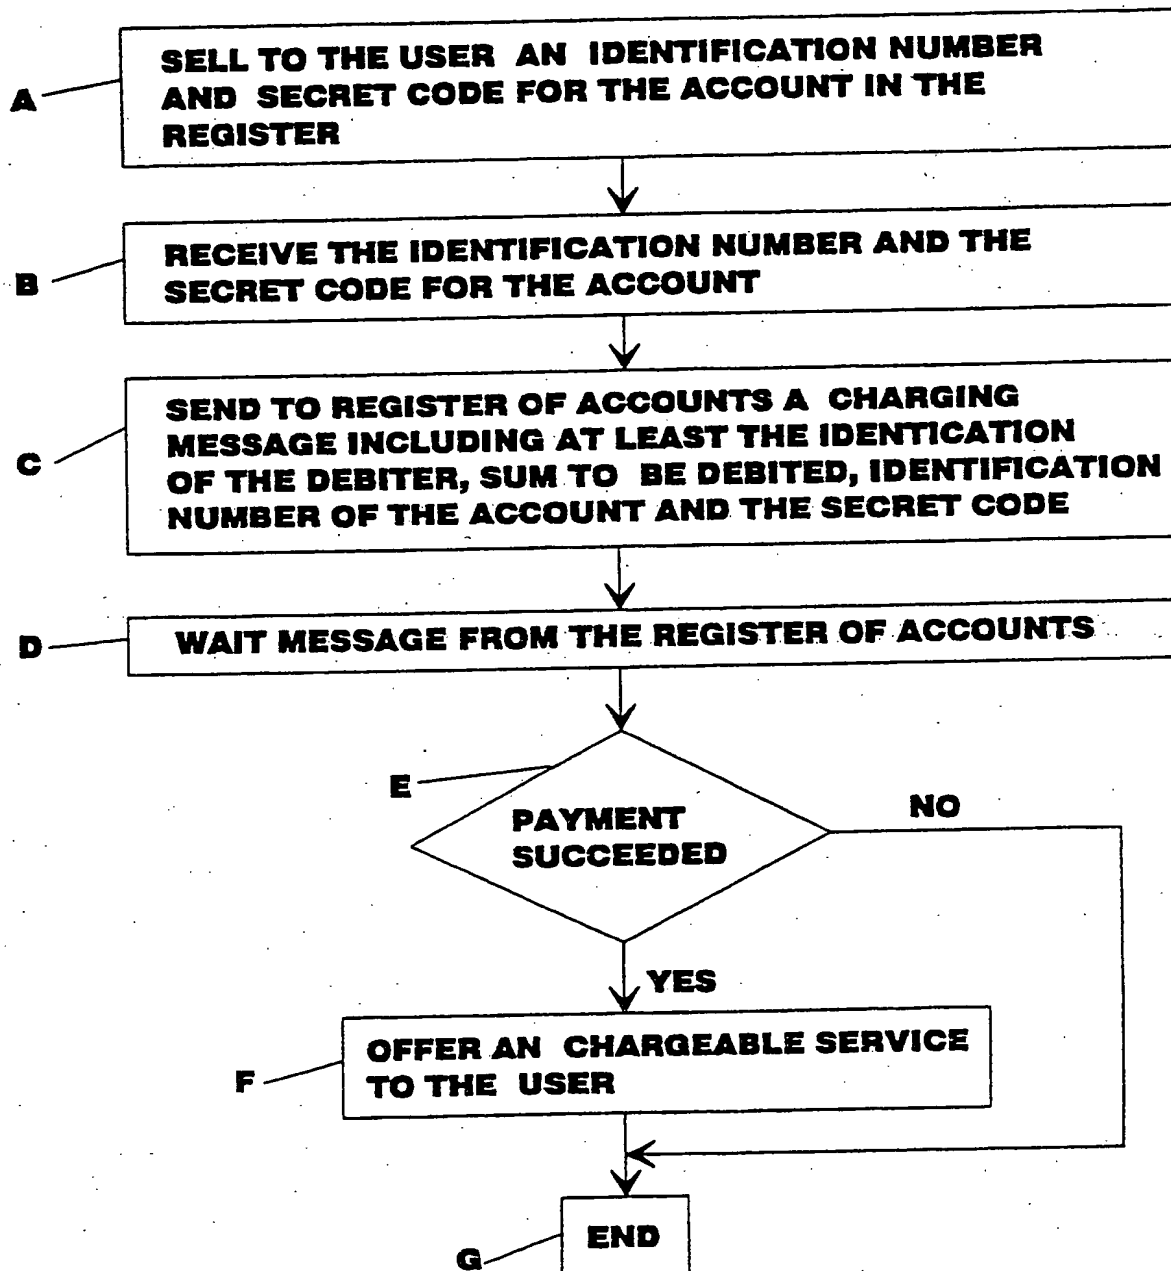 A
SELL TO THE USER AN IDENTIFICATION NUMBER
AND SECRET CODE FOR THE ACCOUNT IN THE
REGISTER
B
RECEIVE THE IDENTIFICATION NUMBER AND THE
SECRET CODE FOR THE ACCOUNT
C
SEND TO REGISTER OF ACCOUNTS A CHARGING
MESSAGE INCLUDING AT LEAST THE IDENTICATION
OF THE DEBITER, SUM TO BE DEBITED, IDENTIFICATION
NUMBER OF THE ACCOUNT AND THE SECRET CODE
D
WAIT MESSAGE FROM THE REGISTER OF ACCOUNTS
E
PAYMENT
SUCCEEDED
NO
YES
F
OFFER AN CHARGEABLE SERVICE
TO THE USER
G
END